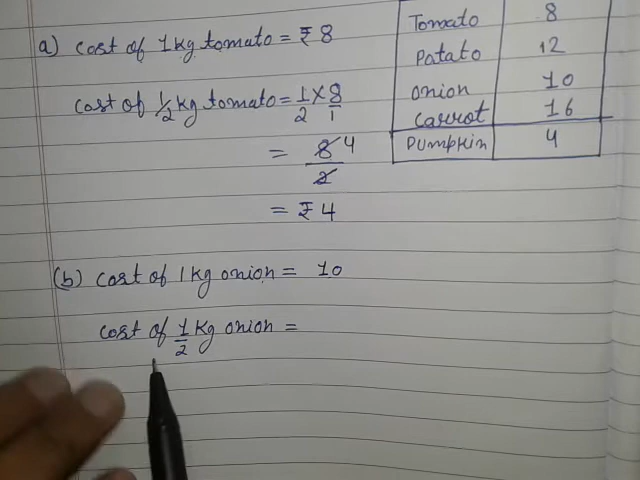 a) cost of 1kg tomato = ₹ 8
cost of 1/2 kg tomato = 1/2 × 8/1
= 8 4 / 2
= ₹ 4
Tomato 8
Patato 12
onion 10
carrot 16
Pumpkin 4
(b) cost of 1 kg onion = 10
cost of 1/2 kg onion =